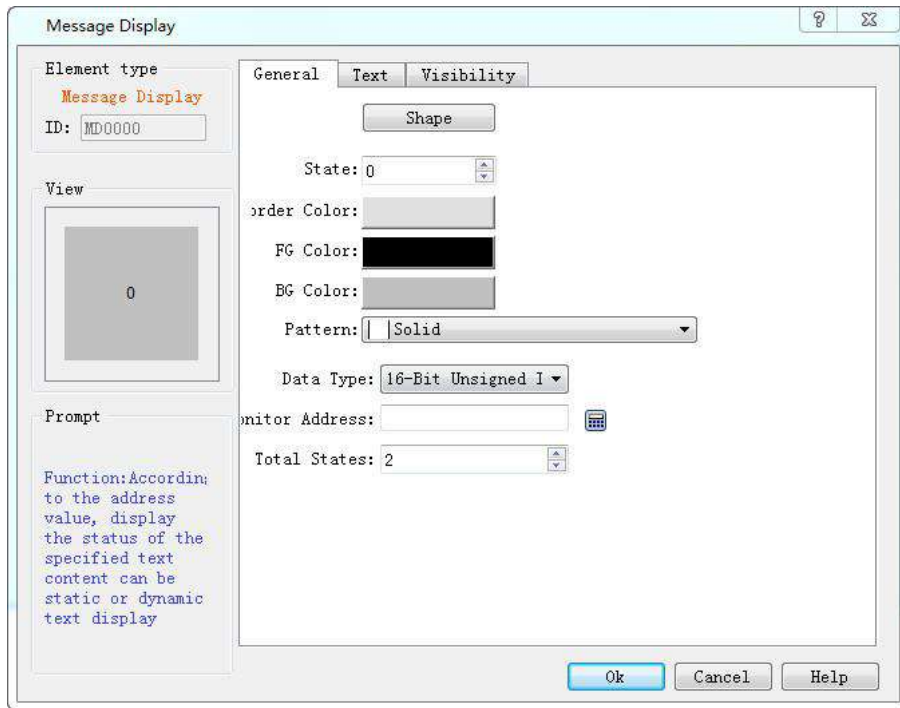 Message Display
Element type
Message Display
ID: MD0000
View
0
Prompt
Function:Accordin
to the address
value, display
the status of the
specified text
content can be
static or dynamic
text display
General Text Visibility
Shape
State: 0
order Color:
FG Color:
BG Color:
Pattern: Solid
Data Type: 16-Bit Unsigned I
onitor Address:
Total States: 2
Ok Cancel Help